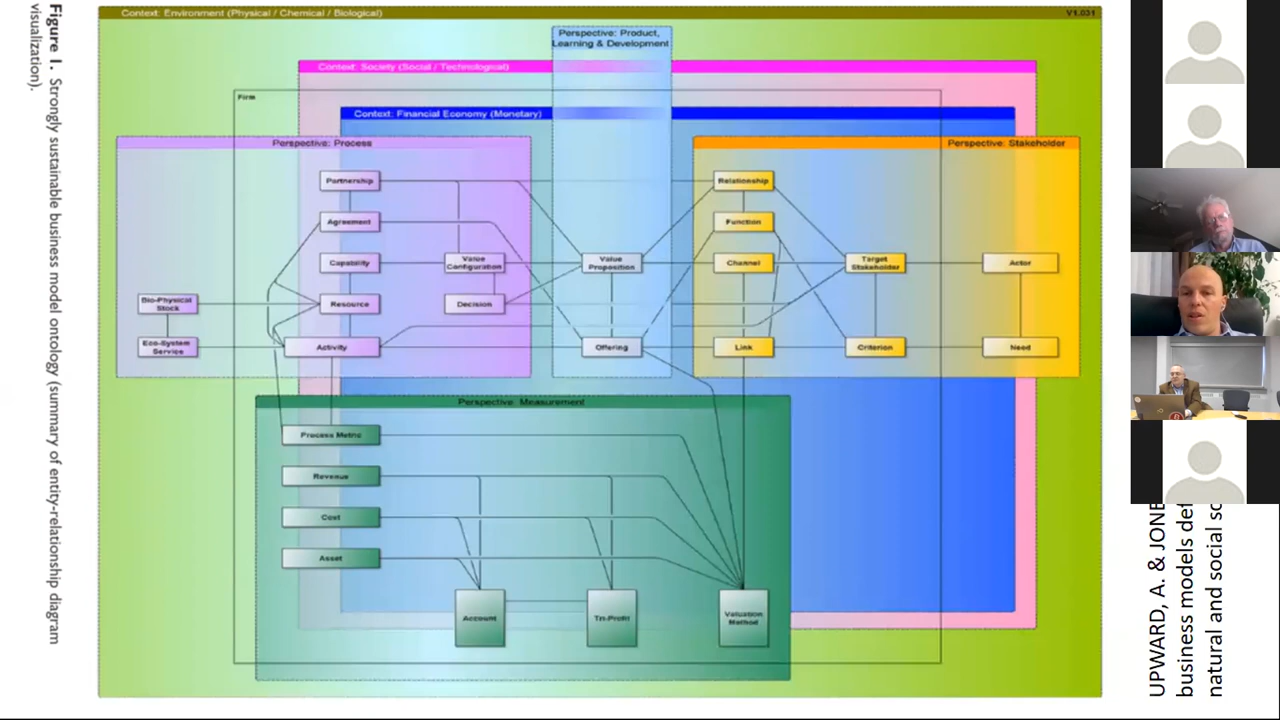 Context: Environment (Physical / Chemical / Biological)
V1.031
Perspective: Product,
Learning & Development
Context: Society (Social / Technological)
Firm
Context: Financial Economy (Monetary)
Perspective: Process
Perspective: Stakeholder
Partnership
Relationship
Agreement
Function
Capability
Value
Configuration
Value
Proposition
Channel
Target
Stakeholder
Actor
Bio-Physical
Stock
Resource
Decision
Eco-System
Service
Activity
Offering
Link
Criterion
Need
Perspective: Measurement
Process Metric
Revenue
Cost
Asset
Account
Tri-Profit
Valuation
Method
Figure 1. Strongly sustainable business model ontology (summary of entity-relationship diagram
visualization).
UPWARD, A. & JONE
business models def
natural and social sc